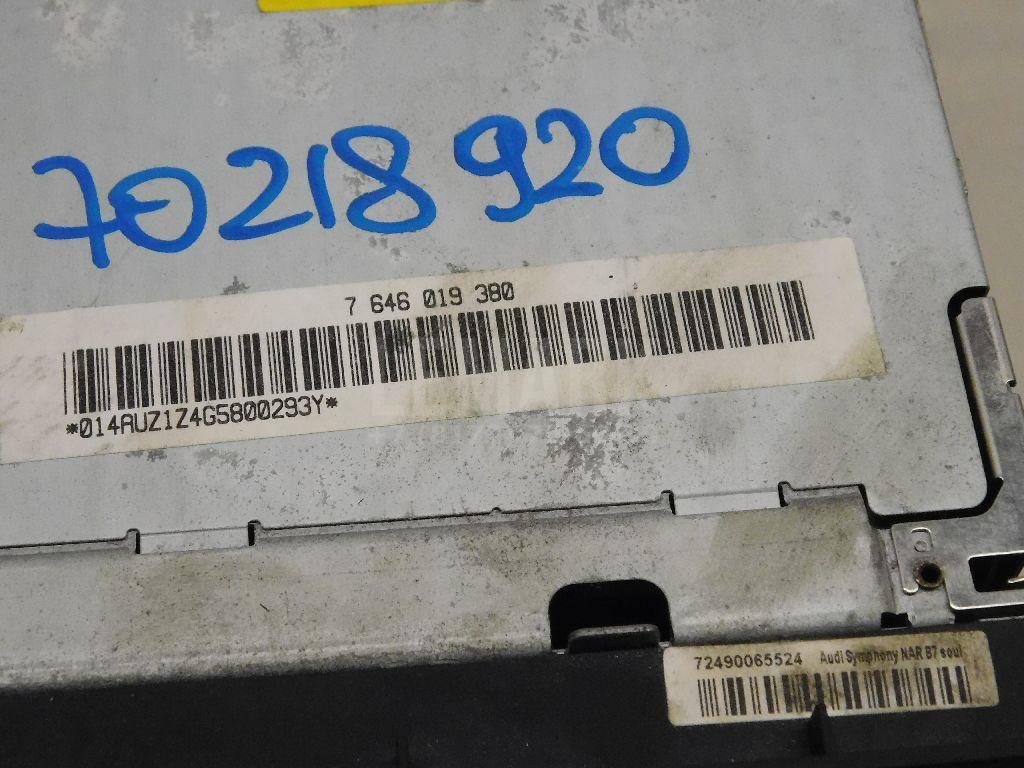 70218920
7 646 019 380
*014AUZ1Z4G5800293Y*
72490065524 Audi Symphony NAR B7 soul